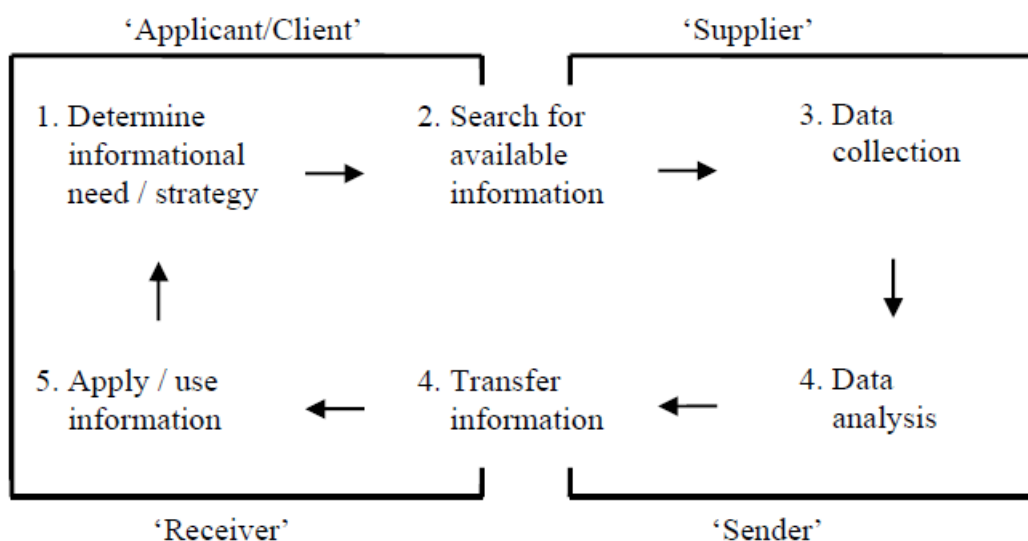 ‘Applicant/Client’
‘Supplier’
1. Determine
informational
need / strategy
2. Search for
available
information
3. Data
collection
5. Apply / use
information
4. Transfer
information
4. Data
analysis
‘Receiver’
‘Sender’